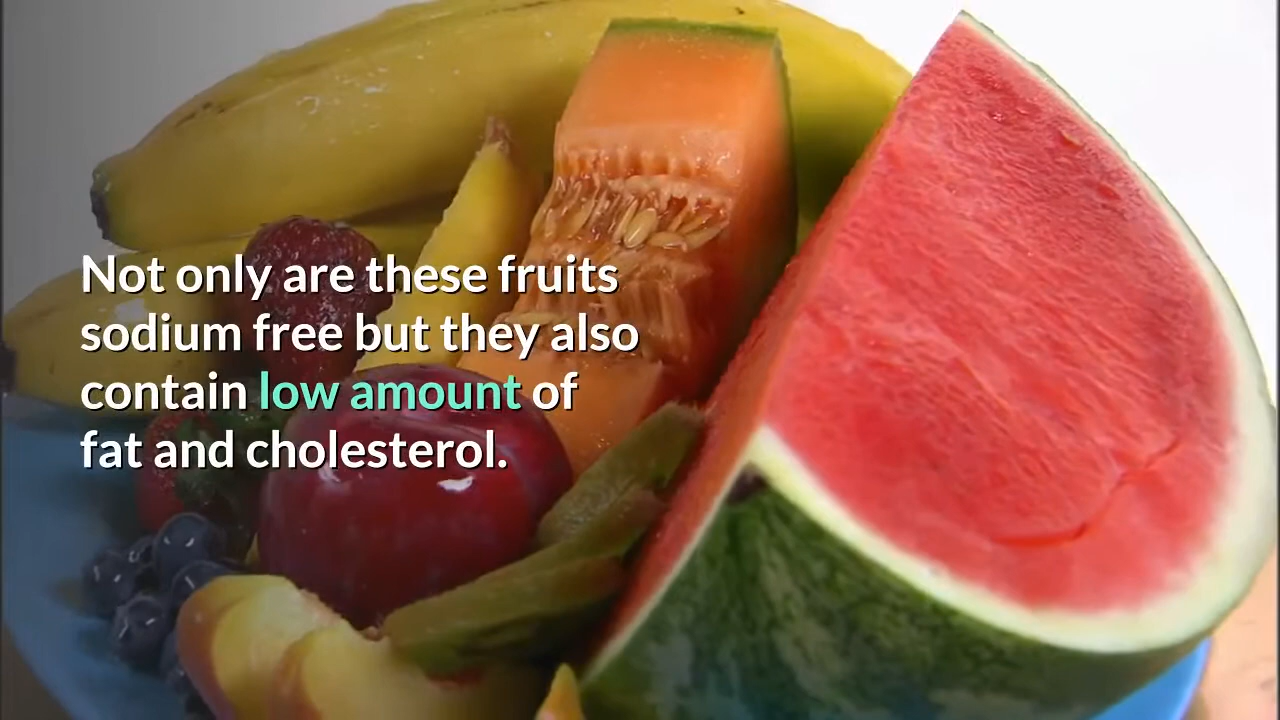 Not only are these fruits
sodium free but they also
contain low amount of
fat and cholesterol.